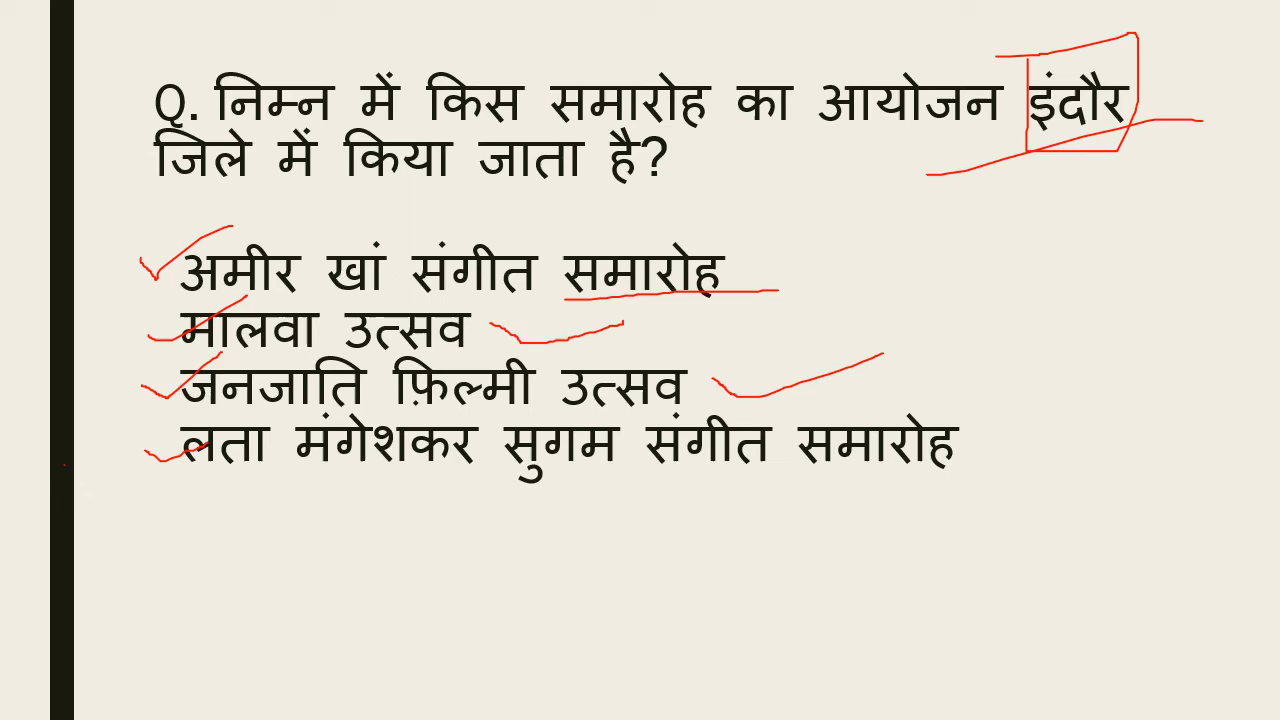 Q. निम्न में किस समारोह का आयोजन इंदौर
जिले में किया जाता है?
अमीर खां संगीत समारोह
मालवा उत्सव
जनजाति फ़िल्मी उत्सव
लता मंगेशकर सुगम संगीत समारोह